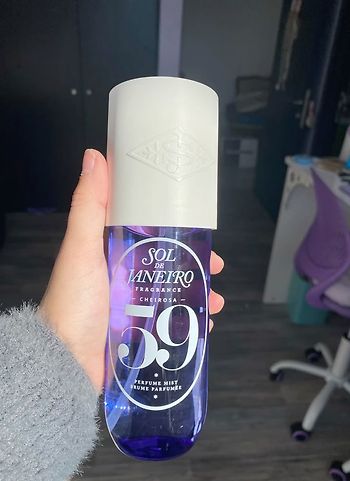 SOL
DE
JANEIRO
FRAGRANCE
— CHEIROSA —
59
• PERFUME MIST •
BRUME PARFUMÉE